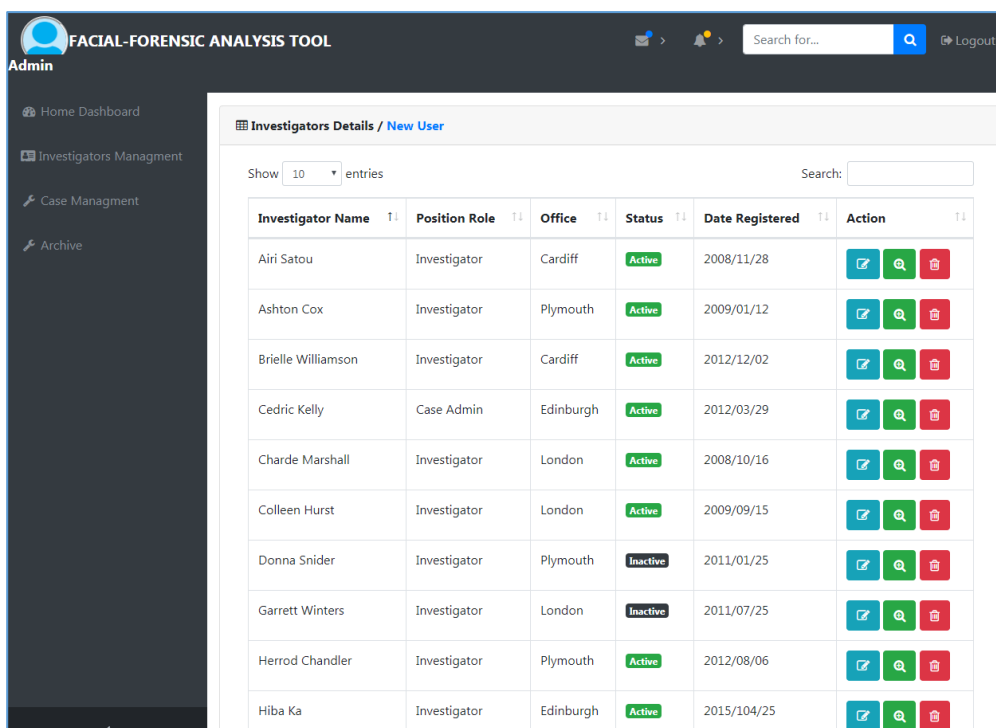 FACIAL-FORENSIC ANALYSIS TOOL
Search for...
Logout
Admin
Home Dashboard
Investigators Managment
Case Managment
Archive
Investigators Details / New User
Show 10 entries
Search:
Investigator Name Position Role Office Status Date Registered Action
Airi Satou Investigator Cardiff Active 2008/11/28
Ashton Cox Investigator Plymouth Active 2009/01/12
Brielle Williamson Investigator Cardiff Active 2012/12/02
Cedric Kelly Case Admin Edinburgh Active 2012/03/29
Charde Marshall Investigator London Active 2008/10/16
Colleen Hurst Investigator London Active 2009/09/15
Donna Snider Investigator Plymouth Inactive 2011/01/25
Garrett Winters Investigator London Inactive 2011/07/25
Herrod Chandler Investigator Plymouth Active 2012/08/06
Hiba Ka Investigator Edinburgh Active 2015/104/25